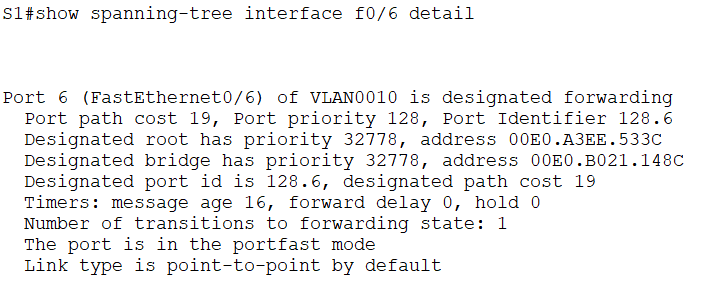 S1#show spanning-tree interface f0/6 detail
Port 6 (FastEthernet0/6) of VLAN0010 is designated forwarding
Port path cost 19, Port priority 128, Port Identifier 128.6
Designated root has priority 32778, address 00E0.A3EE.533C
Designated bridge has priority 32778, address 00E0.B021.148C
Designated port id is 128.6, designated path cost 19
Timers: message age 16, forward delay 0, hold 0
Number of transitions to forwarding state: 1
The port is in the portfast mode
Link type is point-to-point by default